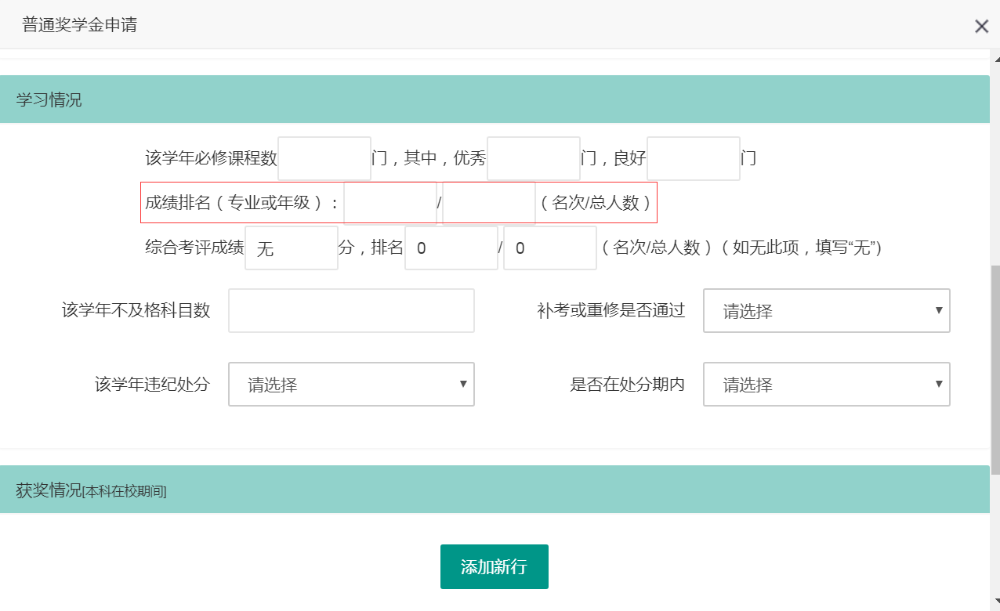 普通奖学金申请
学习情况
该学年必修课程数 门，其中，优秀 门，良好 门
成绩排名（专业或年级）： / （名次/总人数）
综合考评成绩 无 分，排名 0 / 0 （名次/总人数）（如无此项，填写“无”）
该学年不及格科目数 补考或重修是否通过 请选择
该学年违纪处分 请选择 是否在处分期内 请选择
获奖情况[本科在校期间]
添加新行